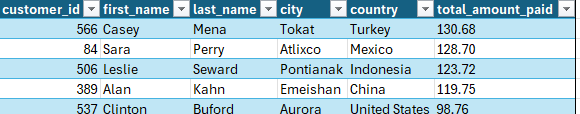 customer_id first_name last_name city country total_amount_paid
566 Casey Mena Tokat Turkey 130.68
84 Sara Perry Atlixco Mexico 128.70
506 Leslie Seward Pontianak Indonesia 123.72
389 Alan Kahn Emeishan China 119.75
537 Clinton Buford Aurora United States 98.76